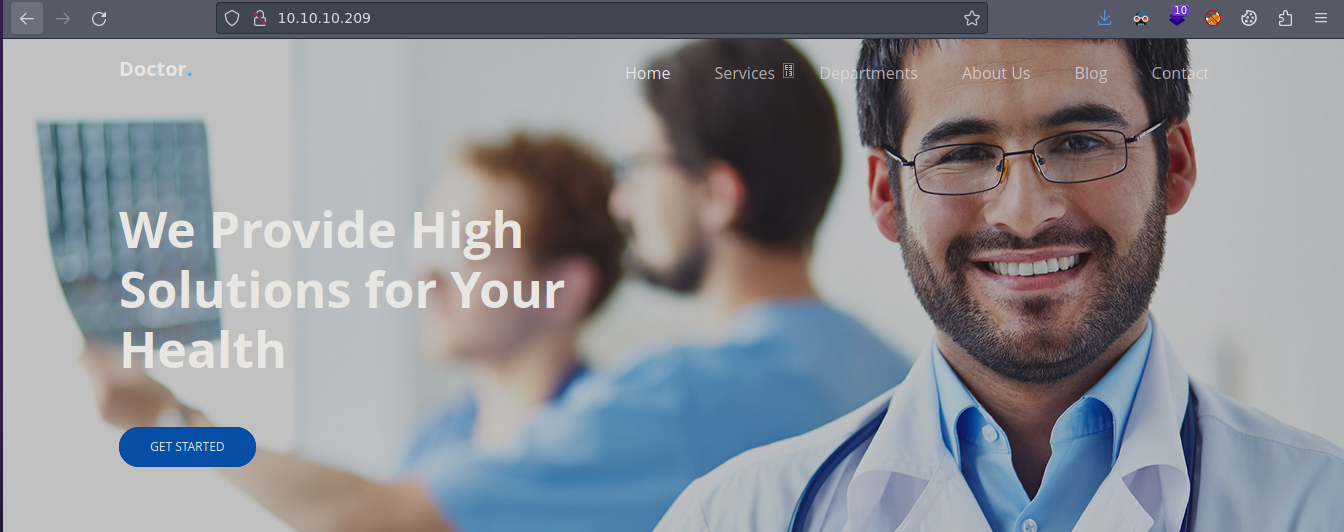 10.10.10.209
10
Doctor.
Home Services Departments About Us Blog Contact
We Provide High
Solutions for Your
Health
GET STARTED